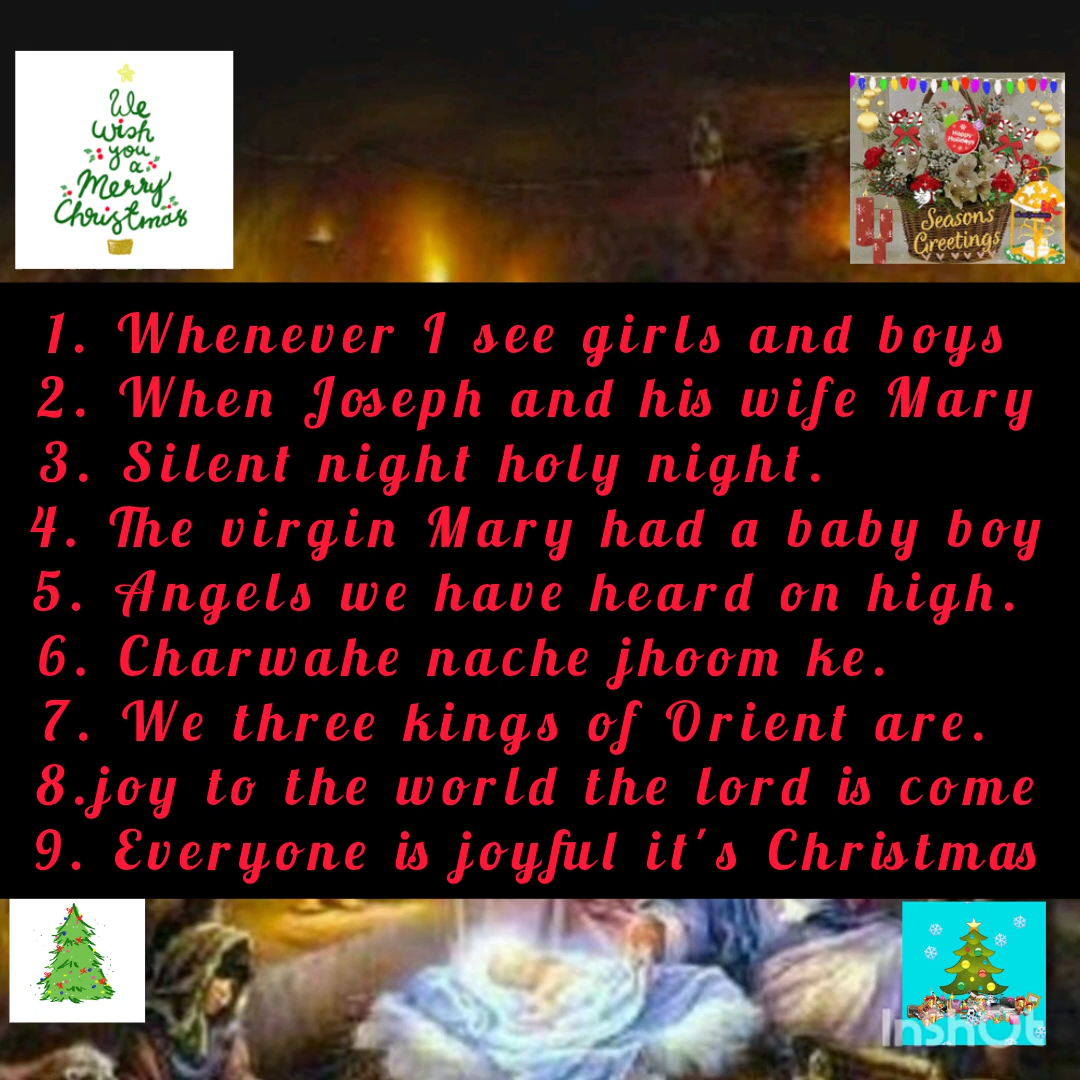 We
wish
you
a
Merry
Christmas
Happy
Holidays
Seasons
Greetings
1. Whenever I see girls and boys
2. When Joseph and his wife Mary
3. Silent night holy night.
4. The virgin Mary had a baby boy
5. Angels we have heard on high.
6. Charwahe nache jhoom ke.
7. We three kings of Orient are.
8.joy to the world the lord is come
9. Everyone is joyful it's Christmas
InShOt